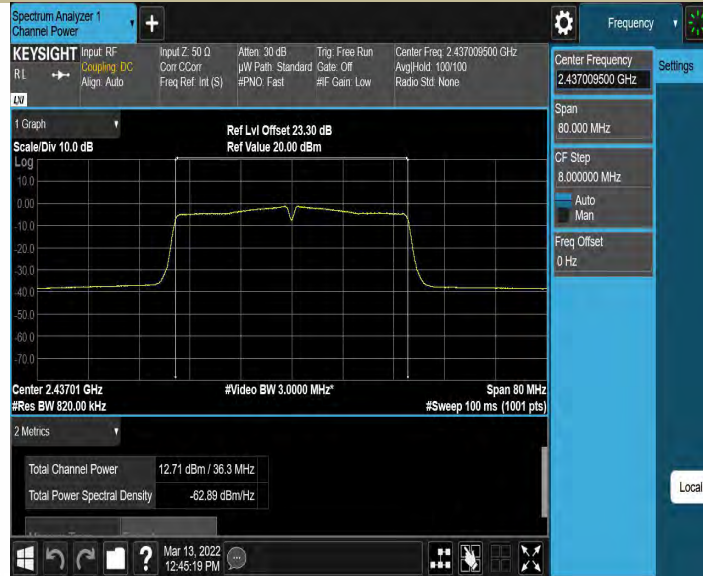 Spectrum Analyzer 1
Channel Power
+
Frequency
KEYSIGHT
RL
LXI
Input: RF
Coupling: DC
Align: Auto
Input Z: 50 Ω
Corr CCorr
Freq Ref: Int (S)
Atten: 30 dB
µW Path: Standard
#PNO: Fast
Trig: Free Run
Gate: Off
#IF Gain: Low
Center Freq: 2.437009500 GHz
Avg|Hold: 100/100
Radio Std: None
Center Frequency
2.437009500 GHz
Settings
Span
80.000 MHz
CF Step
8.000000 MHz
Auto
Man
Freq Offset
0 Hz
1 Graph
Scale/Div 10.0 dB
Ref Lvl Offset 23.30 dB
Ref Value 20.00 dBm
Log
10.0
0.00
-10.0
-20.0
-30.0
-40.0
-50.0
-60.0
-70.0
Center 2.43701 GHz
#Res BW 820.00 kHz
#Video BW 3.0000 MHz*
Span 80 MHz
#Sweep 100 ms (1001 pts)
2 Metrics
Total Channel Power 12.71 dBm / 36.3 MHz
Total Power Spectral Density -62.89 dBm/Hz
Local
?
Mar 13, 2022
12:45:19 PM